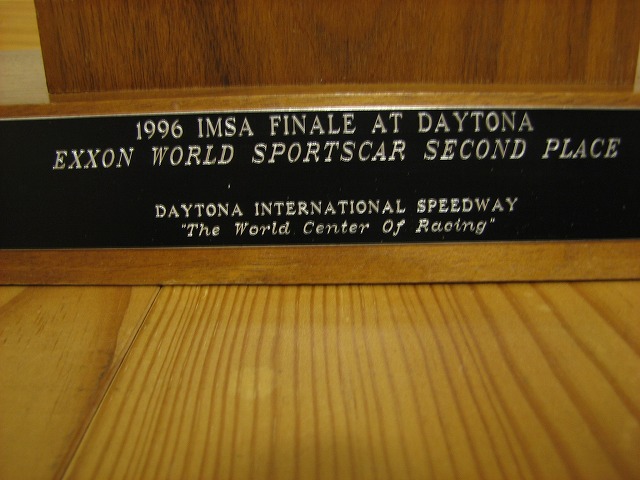 1996 IMSA FINALE AT DAYTONA
EXXON WORLD SPORTSCAR SECOND PLACE
DAYTONA INTERNATIONAL SPEEDWAY
"The World Center Of Racing"